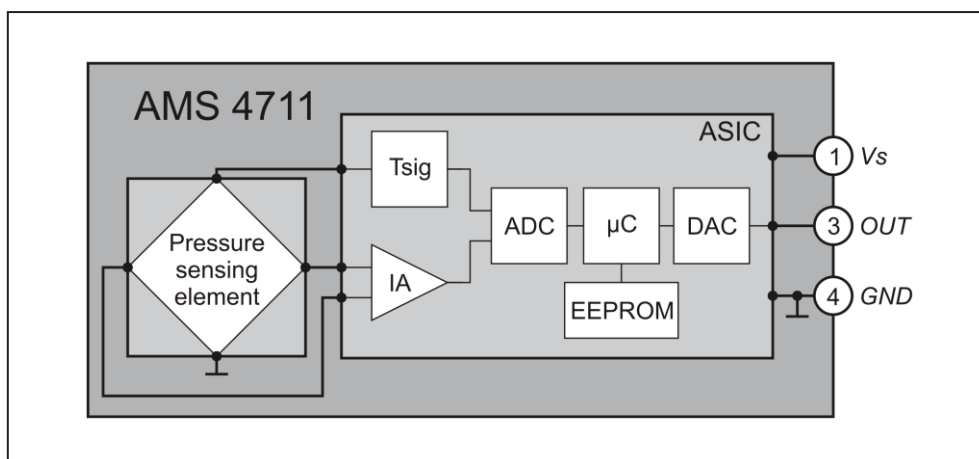 AMS 4711
ASIC
Tsig
Pressure
sensing
element
IA
ADC
µC
DAC
EEPROM
1 Vs
3 OUT
4 GND